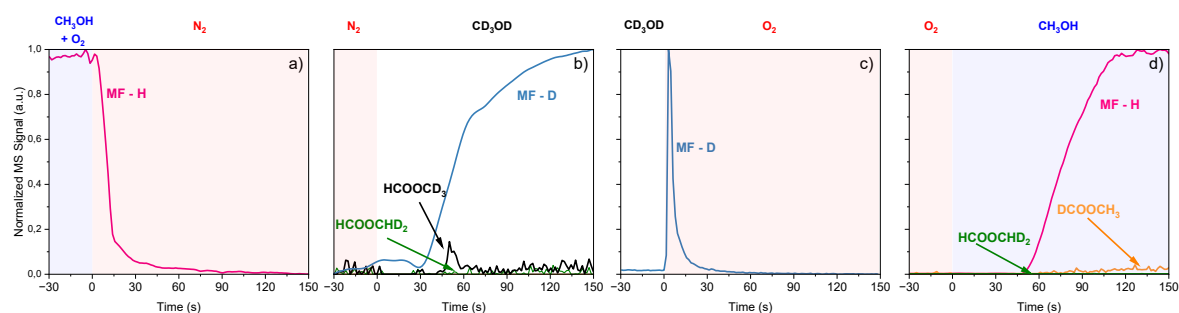 CH₃OH
+ O₂
N₂
N₂
CD₃OD
CD₃OD
O₂
O₂
CH₃OH
Normalized MS Signal (a.u.)
1,0
0,8
0,6
0,4
0,2
0,0
a)
MF - H
−30 0 30 60 90 120 150
Time (s)
b)
MF - D
HCOOCD₃
HCOOCHD₂
−30 0 30 60 90 120 150
Time (s)
c)
MF - D
−30 0 30 60 90 120 150
Time (s)
d)
MF - H
DCOOCH₃
HCOOCHD₂
−30 0 30 60 90 120 150
Time (s)